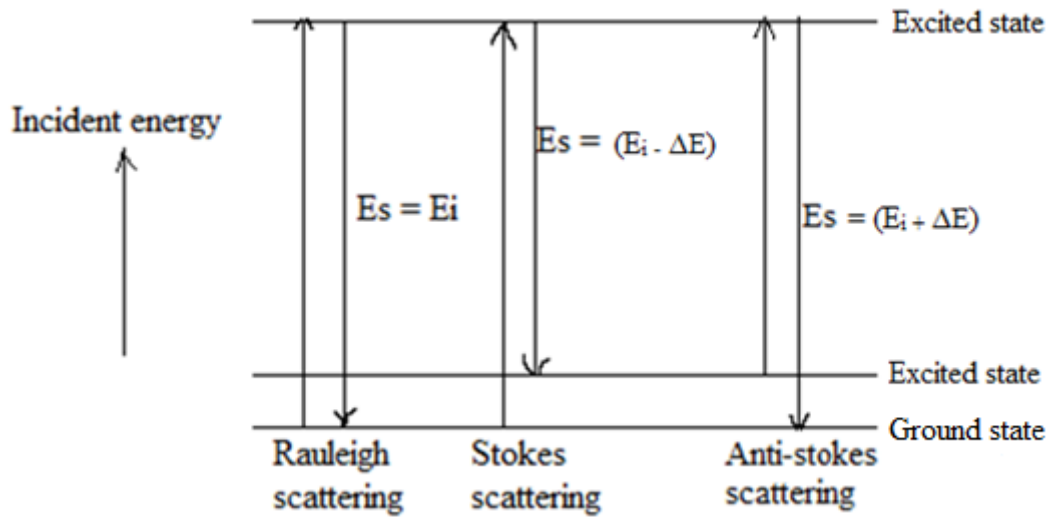 Excited state
Incident energy
Es = (Ei - ΔE)
Es = Ei
Es = (Ei + ΔE)
Excited state
Ground state
Rauleigh
scattering
Stokes
scattering
Anti-stokes
scattering